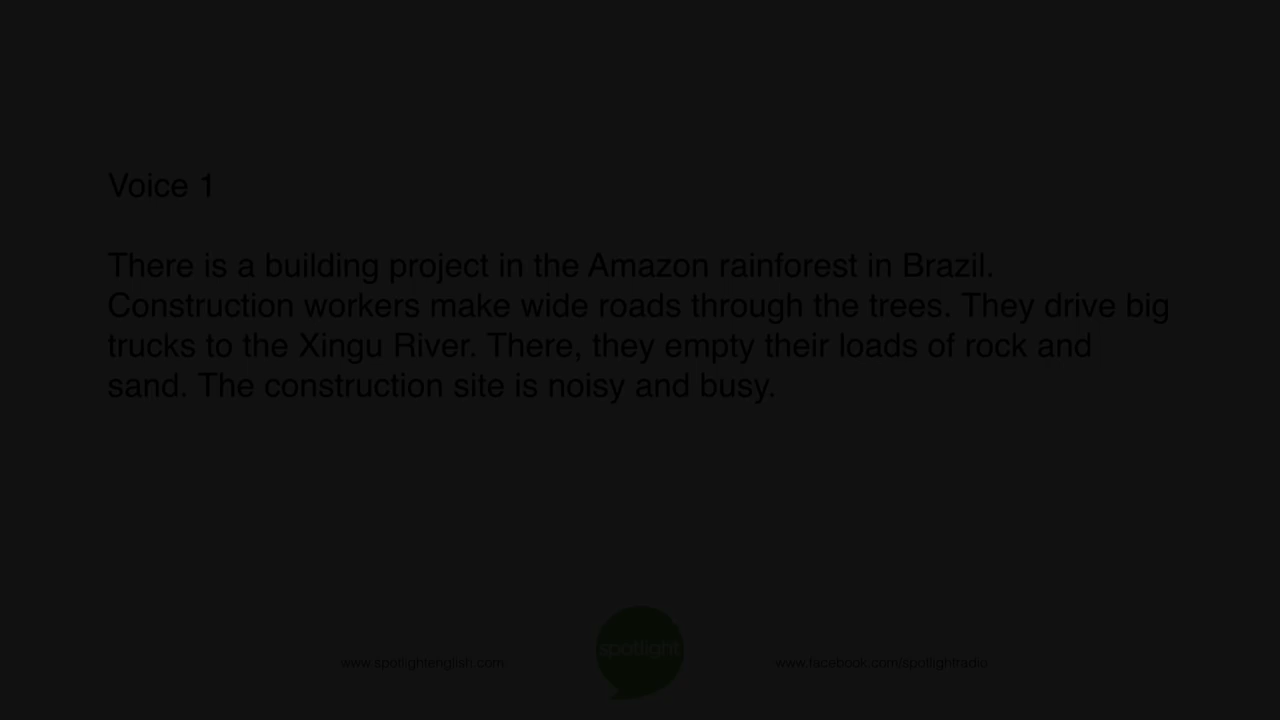 Voice 1
There is a building project in the Amazon rainforest in Brazil.
Construction workers make wide roads through the trees. They drive big
trucks to the Xingu River. There, they empty their loads of rock and
sand. The construction site is noisy and busy.
spotlight
www.spotlightenglish.com
www.facebook.com/spotlightradio